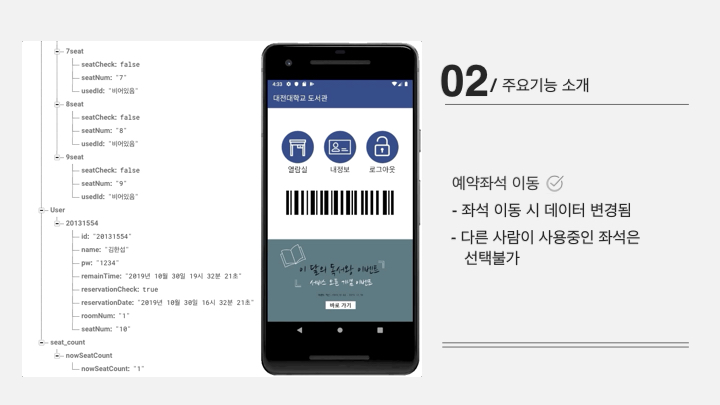 7seat
seatCheck: false
seatNum: "7"
usedId: "비어있음"
8seat
seatCheck: false
seatNum: "8"
usedId: "비어있음"
9seat
seatCheck: false
seatNum: "9"
usedId: "비어있음"
User
20131554
id: "20131554"
name: "김한섭"
pw: "1234"
remainTime: "2019년 10월 30일 19시 32분 21초"
reservationCheck: true
reservationDate: "2019년 10월 30일 16시 32분 21초"
roomNum: "1"
seatNum: "10"
seat_count
nowSeatCount
nowSeatCount: "1"
4:33
대전대학교 도서관
열람실 내정보 로그아웃
이 달의 독서왕 이벤트
서비스 오픈 기념 이벤트
바로 가기
02/ 주요기능 소개
예약좌석 이동
- 좌석 이동 시 데이터 변경됨
- 다른 사람이 사용중인 좌석은
선택불가